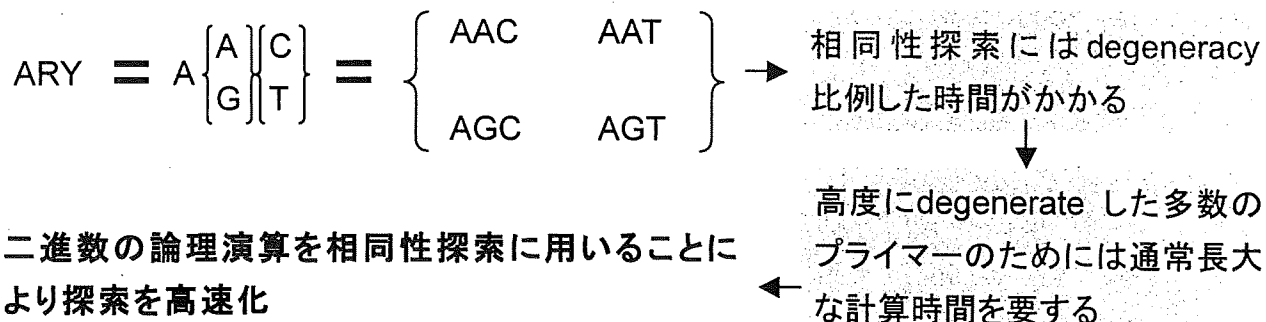 ARY = A{A G}{C T} = {AAC AAT
AGC AGT}
→ 相同性探索にはdegeneracy
比例した時間がかかる
↓
高度にdegenerate した多数の
プライマーのためには通常長大
な計算時間を要する
←
二進数の論理演算を相同性探索に用いることに
より探索を高速化